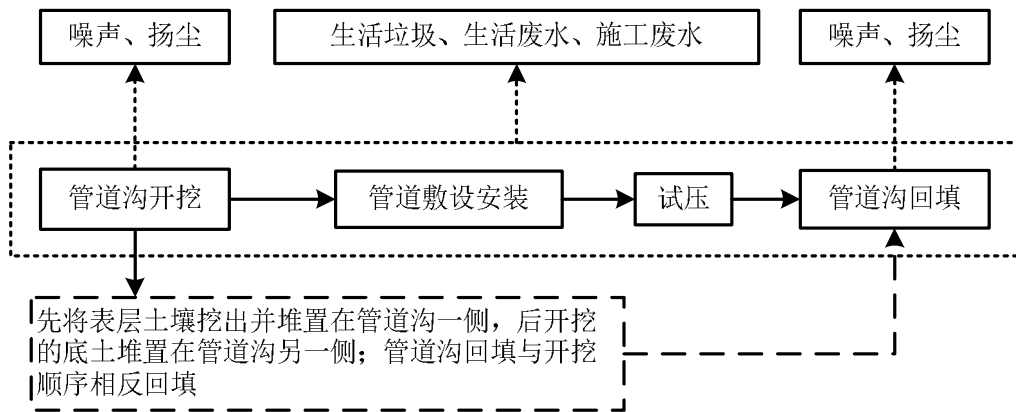 噪声、扬尘
生活垃圾、生活废水、施工废水
噪声、扬尘
管道沟开挖
管道敷设安装
试压
管道沟回填
先将表层土壤挖出并堆置在管道沟一侧，后开挖
的底土堆置在管道沟另一侧；管道沟回填与开挖
顺序相反回填